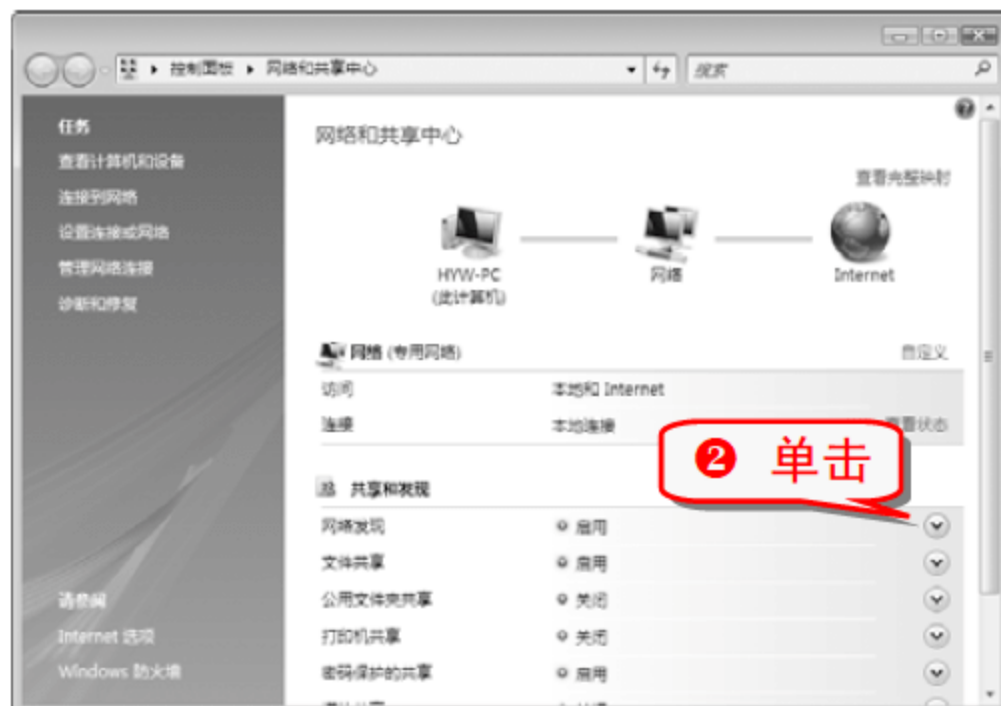 控制面板 ▸ 网络和共享中心
搜索
任务
查看计算机和设备
连接到网络
设置连接或网络
管理网络连接
诊断和修复
请参阅
Internet 选项
Windows 防火墙
网络和共享中心
查看完整映射
HYW-PC
(此计算机)
网络
Internet
网络 (专用网络)
自定义
访问
本地和 Internet
连接
本地连接
查看状态
❷ 单击
共享和发现
网络发现
启用
文件共享
启用
公用文件夹共享
关闭
打印机共享
关闭
密码保护的共享
启用